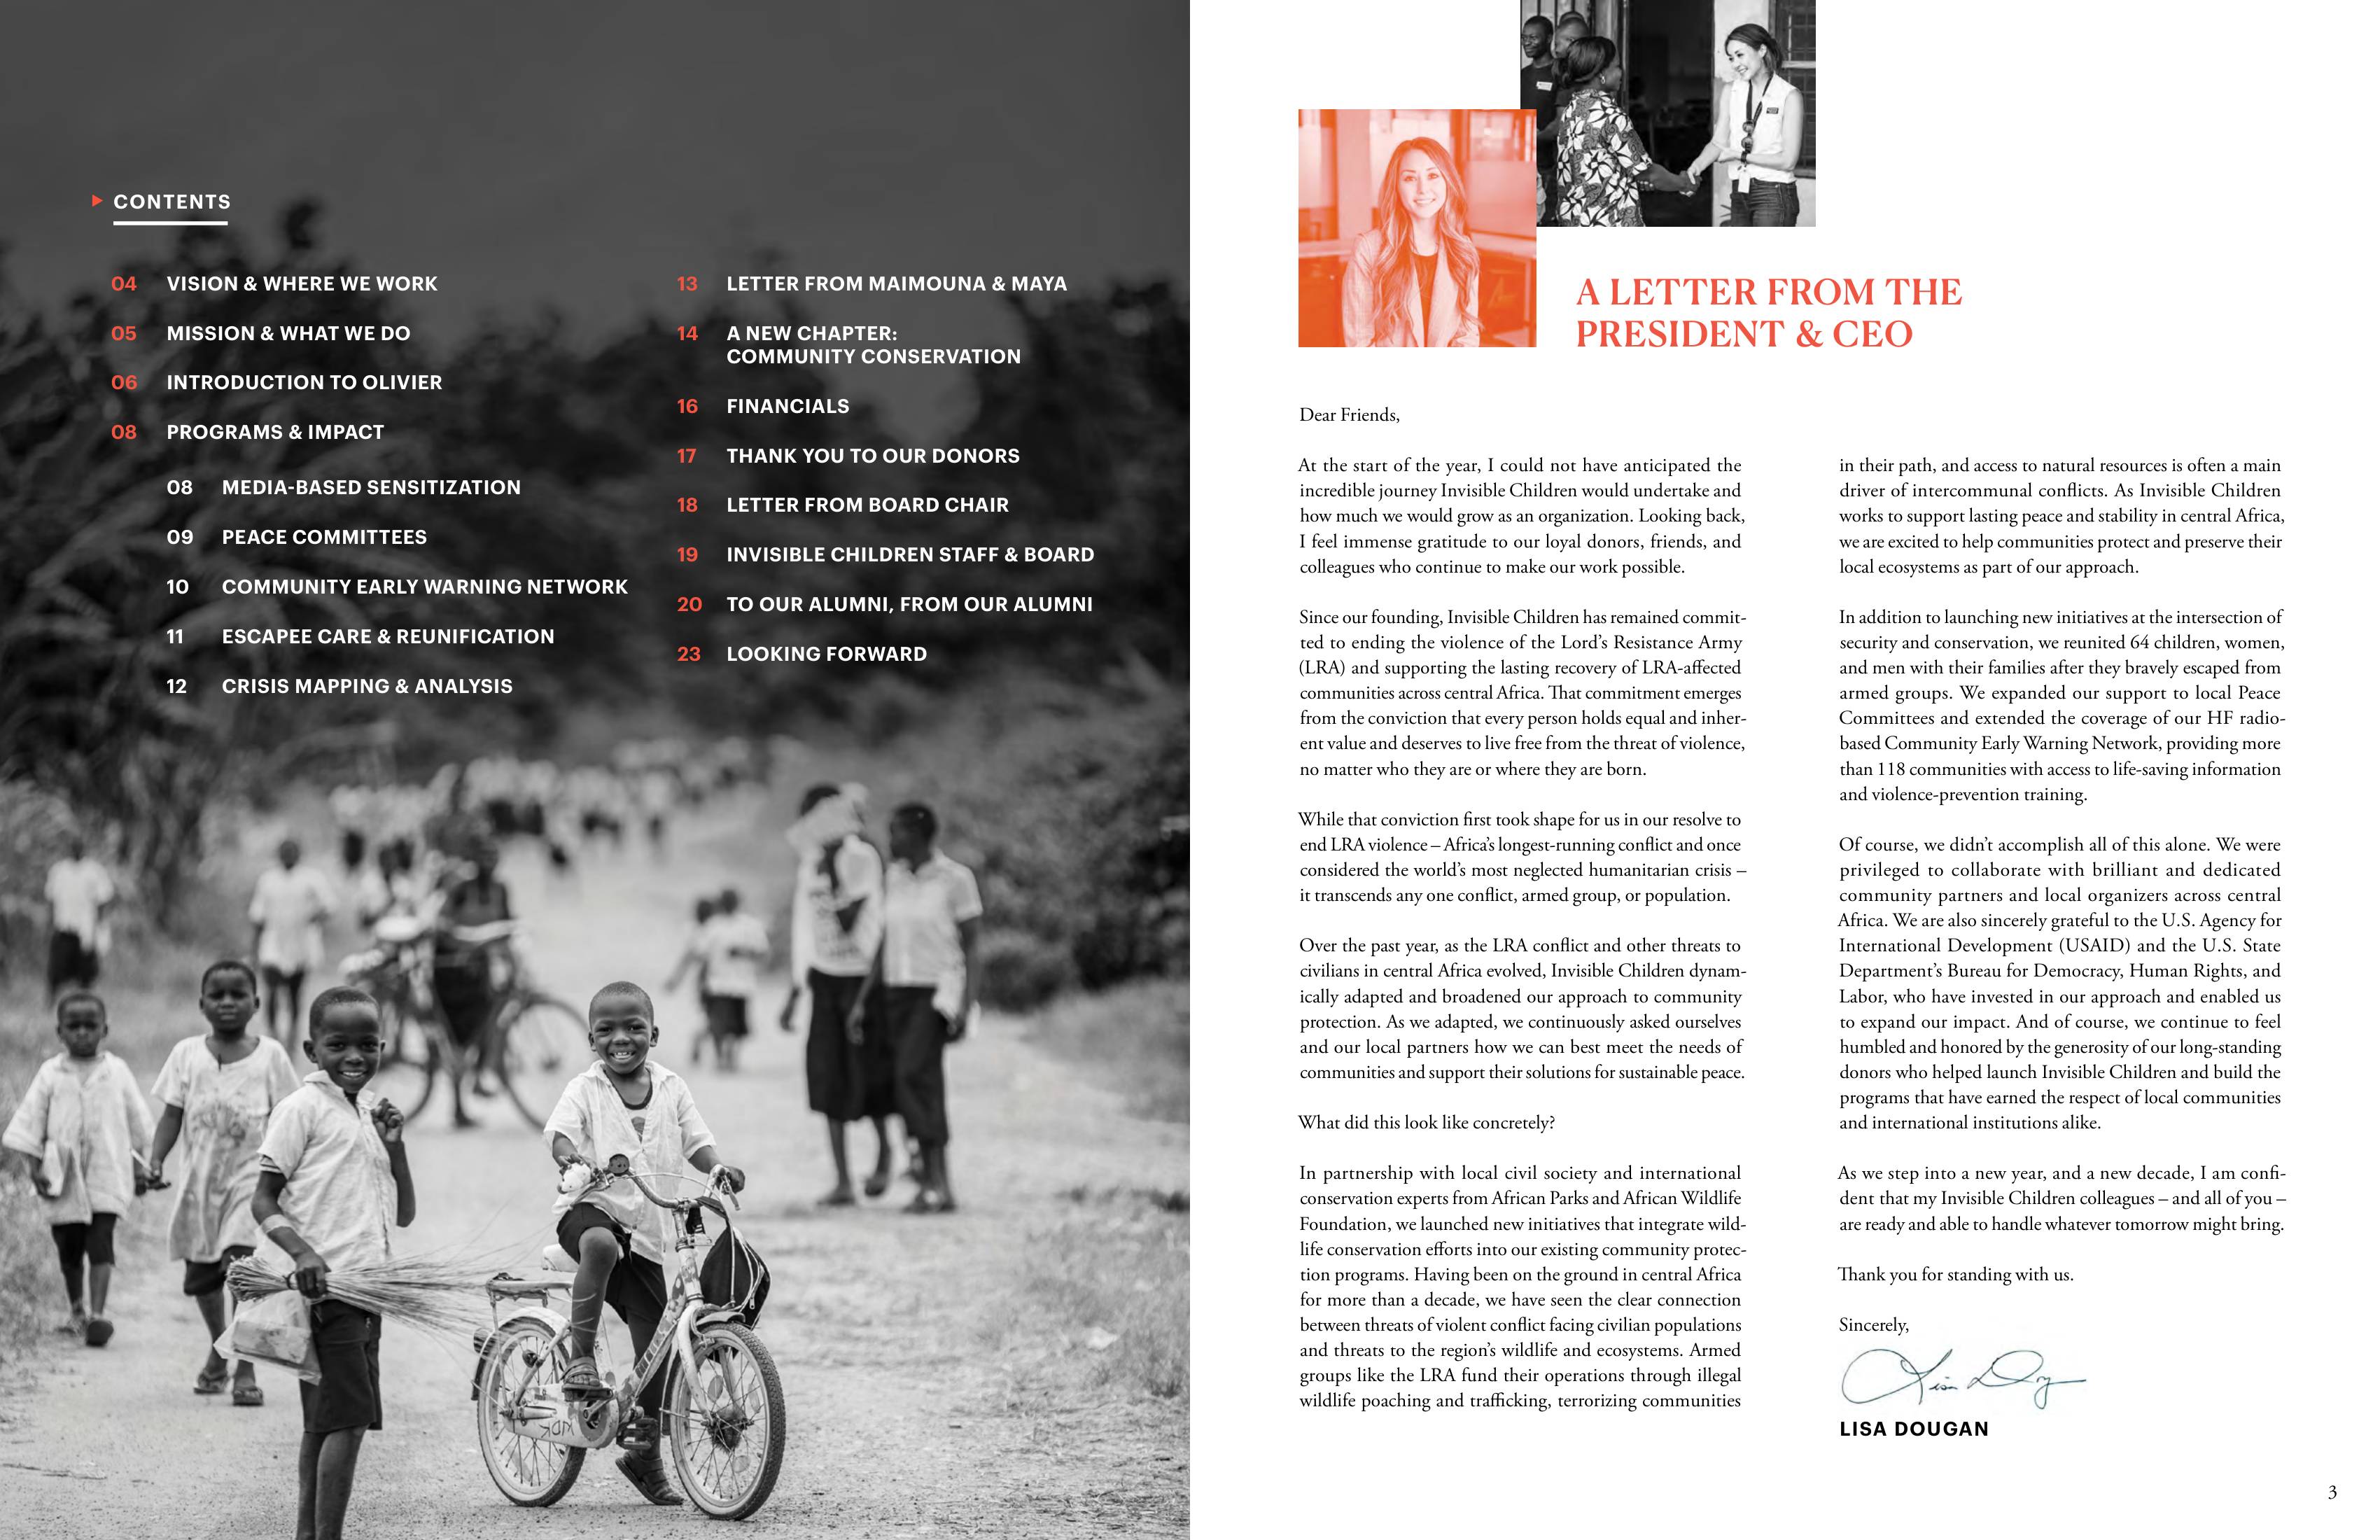 CONTENTS
04 VISION & WHERE WE WORK
05 MISSION & WHAT WE DO
06 INTRODUCTION TO OLIVIER
08 PROGRAMS & IMPACT
08 MEDIA-BASED SENSITIZATION
09 PEACE COMMITTEES
10 COMMUNITY EARLY WARNING NETWORK
11 ESCAPEE CARE & REUNIFICATION
12 CRISIS MAPPING & ANALYSIS
13 LETTER FROM MAIMOUNA & MAYA
14 A NEW CHAPTER:
COMMUNITY CONSERVATION
16 FINANCIALS
17 THANK YOU TO OUR DONORS
18 LETTER FROM BOARD CHAIR
19 INVISIBLE CHILDREN STAFF & BOARD
20 TO OUR ALUMNI, FROM OUR ALUMNI
23 LOOKING FORWARD
A LETTER FROM THE
PRESIDENT & CEO
Dear Friends,
At the start of the year, I could not have anticipated the
incredible journey Invisible Children would undertake and
how much we would grow as an organization. Looking back,
I feel immense gratitude to our loyal donors, friends, and
colleagues who continue to make our work possible.
Since our founding, Invisible Children has remained commit-
ted to ending the violence of the Lord's Resistance Army
(LRA) and supporting the lasting recovery of LRA-affected
communities across central Africa. That commitment emerges
from the conviction that every person holds equal and inher-
ent value and deserves to live free from the threat of violence,
no matter who they are or where they are born.
While that conviction first took shape for us in our resolve to
end LRA violence – Africa's longest-running conflict and once
considered the world's most neglected humanitarian crisis –
it transcends any one conflict, armed group, or population.
Over the past year, as the LRA conflict and other threats to
civilians in central Africa evolved, Invisible Children dynam-
ically adapted and broadened our approach to community
protection. As we adapted, we continuously asked ourselves
and our local partners how we can best meet the needs of
communities and support their solutions for sustainable peace.
What did this look like concretely?
In partnership with local civil society and international
conservation experts from African Parks and African Wildlife
Foundation, we launched new initiatives that integrate wild-
life conservation efforts into our existing community protec-
tion programs. Having been on the ground in central Africa
for more than a decade, we have seen the clear connection
between threats of violent conflict facing civilian populations
and threats to the region's wildlife and ecosystems. Armed
groups like the LRA fund their operations through illegal
wildlife poaching and trafficking, terrorizing communities
in their path, and access to natural resources is often a main
driver of intercommunal conflicts. As Invisible Children
works to support lasting peace and stability in central Africa,
we are excited to help communities protect and preserve their
local ecosystems as part of our approach.
In addition to launching new initiatives at the intersection of
security and conservation, we reunited 64 children, women,
and men with their families after they bravely escaped from
armed groups. We expanded our support to local Peace
Committees and extended the coverage of our HF radio-
based Community Early Warning Network, providing more
than 118 communities with access to life-saving information
and violence-prevention training.
Of course, we didn't accomplish all of this alone. We were
privileged to collaborate with brilliant and dedicated
community partners and local organizers across central
Africa. We are also sincerely grateful to the U.S. Agency for
International Development (USAID) and the U.S. State
Department's Bureau for Democracy, Human Rights, and
Labor, who have invested in our approach and enabled us
to expand our impact. And of course, we continue to feel
humbled and honored by the generosity of our long-standing
donors who helped launch Invisible Children and build the
programs that have earned the respect of local communities
and international institutions alike.
As we step into a new year, and a new decade, I am confi-
dent that my Invisible Children colleagues – and all of you –
are ready and able to handle whatever tomorrow might bring.
Thank you for standing with us.
Sincerely,
LISA DOUGAN
3